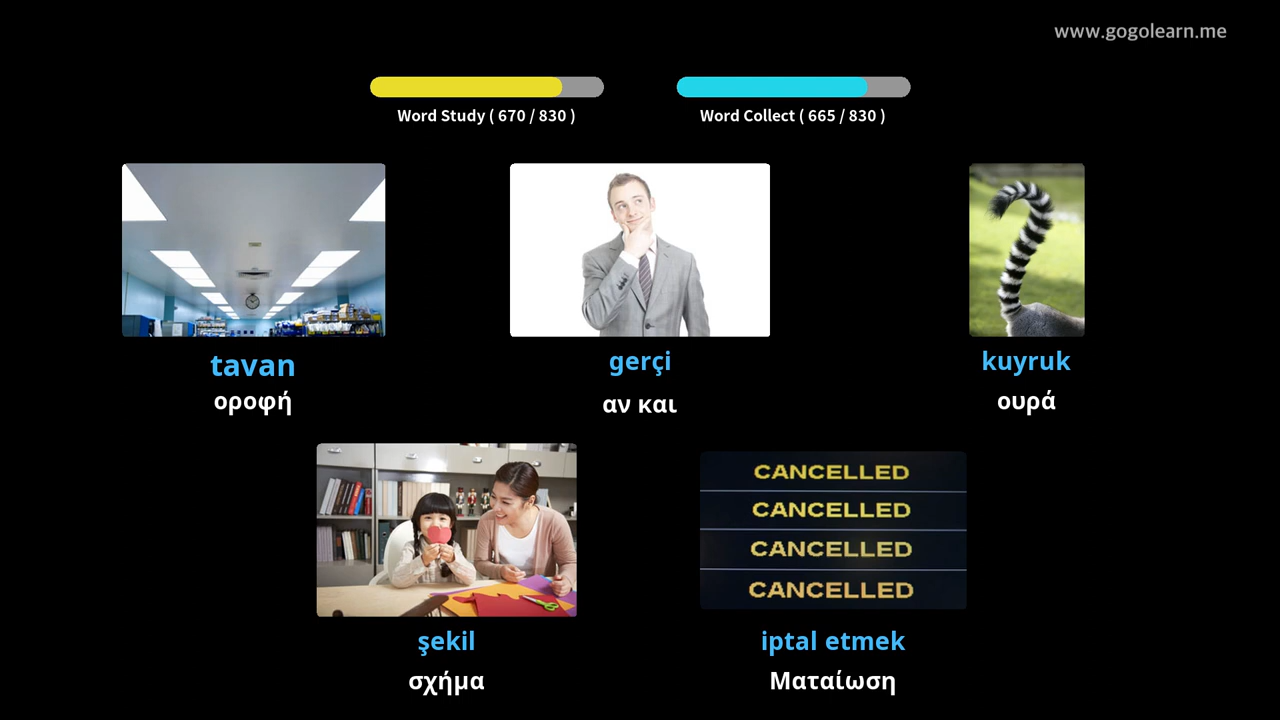 www.gogolearn.me
Word Study ( 670 / 830 )
Word Collect ( 665 / 830 )
tavan
οροφή
gerçi
αν και
kuyruk
ουρά
CANCELLED
CANCELLED
CANCELLED
CANCELLED
şekil
σχήμα
iptal etmek
Ματαίωση